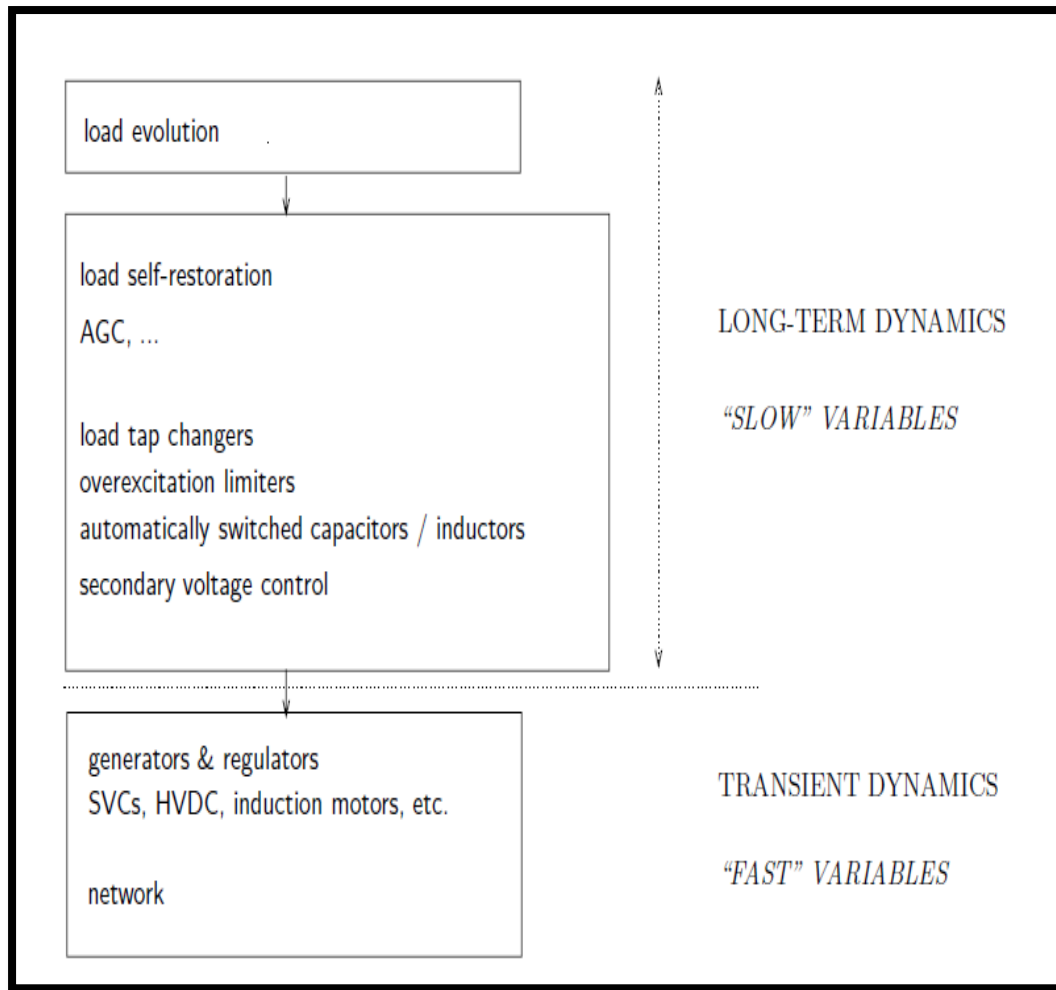 load evolution
load self-restoration
AGC, ...
load tap changers
overexcitation limiters
automatically switched capacitors / inductors
secondary voltage control
LONG-TERM DYNAMICS
“SLOW” VARIABLES
generators & regulators
SVCs, HVDC, induction motors, etc.
network
TRANSIENT DYNAMICS
“FAST” VARIABLES